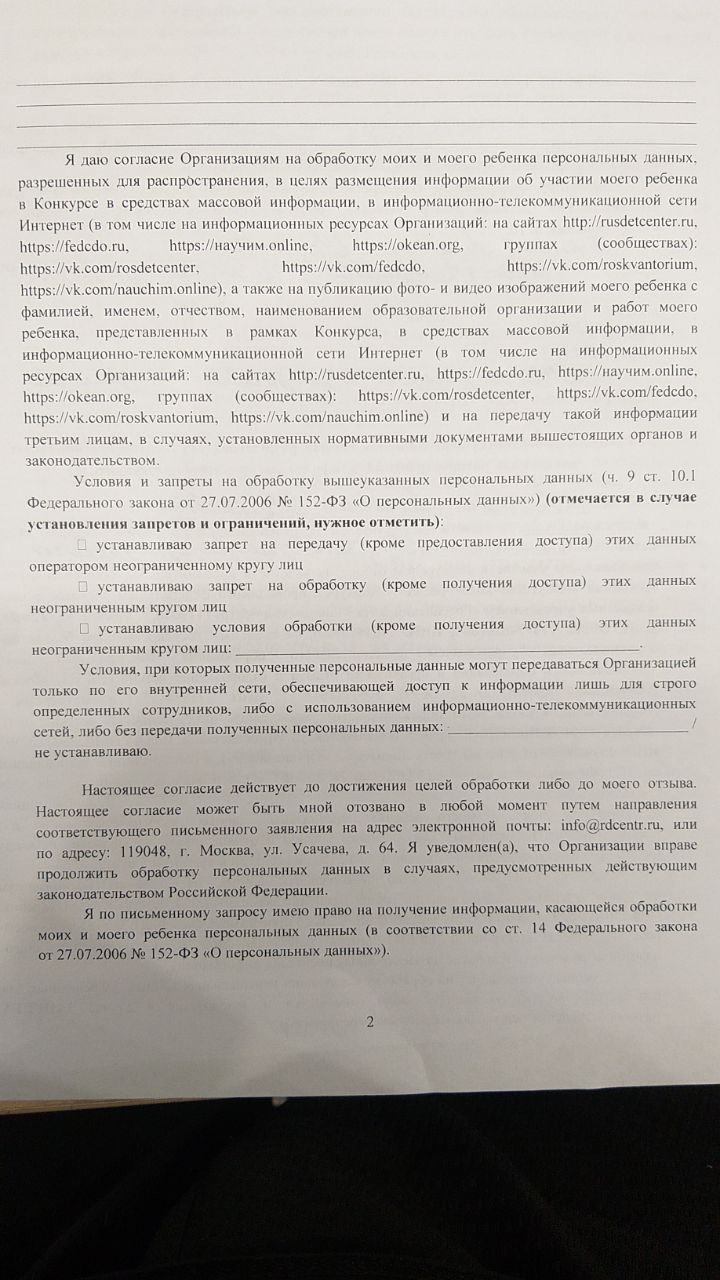 Я даю согласие Организациям на обработку моих и моего ребенка персональных данных,
разрешенных для распространения, в целях размещения информации об участии моего ребенка
в Конкурсе в средствах массовой информации, в информационно-телекоммуникационной сети
Интернет (в том числе на информационных ресурсах Организаций: на сайтах http://rusdetcenter.ru,
https://fedcdo.ru, https://научим.online, https://okean.org, группах (сообществах):
https://vk.com/rosdetcenter, https://vk.com/fedcdo, https://vk.com/roskvantorium,
https://vk.com/nauchim.online), а также на публикацию фото- и видео изображений моего ребенка с
фамилией, именем, отчеством, наименованием образовательной организации и работ моего
ребенка, представленных в рамках Конкурса, в средствах массовой информации, в
информационно-телекоммуникационной сети Интернет (в том числе на информационных
ресурсах Организаций: на сайтах http://rusdetcenter.ru, https://fedcdo.ru, https://научим.online,
https://okean.org, группах (сообществах): https://vk.com/rosdetcenter, https://vk.com/fedcdo,
https://vk.com/roskvantorium, https://vk.com/nauchim.online) и на передачу такой информации
третьим лицам, в случаях, установленных нормативными документами вышестоящих органов и
законодательством.
Условия и запреты на обработку вышеуказанных персональных данных (ч. 9 ст. 10.1
Федерального закона от 27.07.2006 № 152-ФЗ «О персональных данных») (отмечается в случае
установления запретов и ограничений, нужное отметить):
□ устанавливаю запрет на передачу (кроме предоставления доступа) этих данных
оператором неограниченному кругу лиц
□ устанавливаю запрет на обработку (кроме получения доступа) этих данных
неограниченным кругом лиц
□ устанавливаю условия обработки (кроме получения доступа) этих данных
неограниченным кругом лиц: ____________________.
Условия, при которых полученные персональные данные могут передаваться Организацией
только по его внутренней сети, обеспечивающей доступ к информации лишь для строго
определенных сотрудников, либо с использованием информационно-телекоммуникационных
сетей, либо без передачи полученных персональных данных: ____________________ /
не устанавливаю.
Настоящее согласие действует до достижения целей обработки либо до моего отзыва.
Настоящее согласие может быть мной отозвано в любой момент путем направления
соответствующего письменного заявления на адрес электронной почты: info@rdcentr.ru, или
по адресу: 119048, г. Москва, ул. Усачева, д. 64. Я уведомлен(а), что Организации вправе
продолжить обработку персональных данных в случаях, предусмотренных действующим
законодательством Российской Федерации.
Я по письменному запросу имею право на получение информации, касающейся обработки
моих и моего ребенка персональных данных (в соответствии со ст. 14 Федерального закона
от 27.07.2006 № 152-ФЗ «О персональных данных»).
2